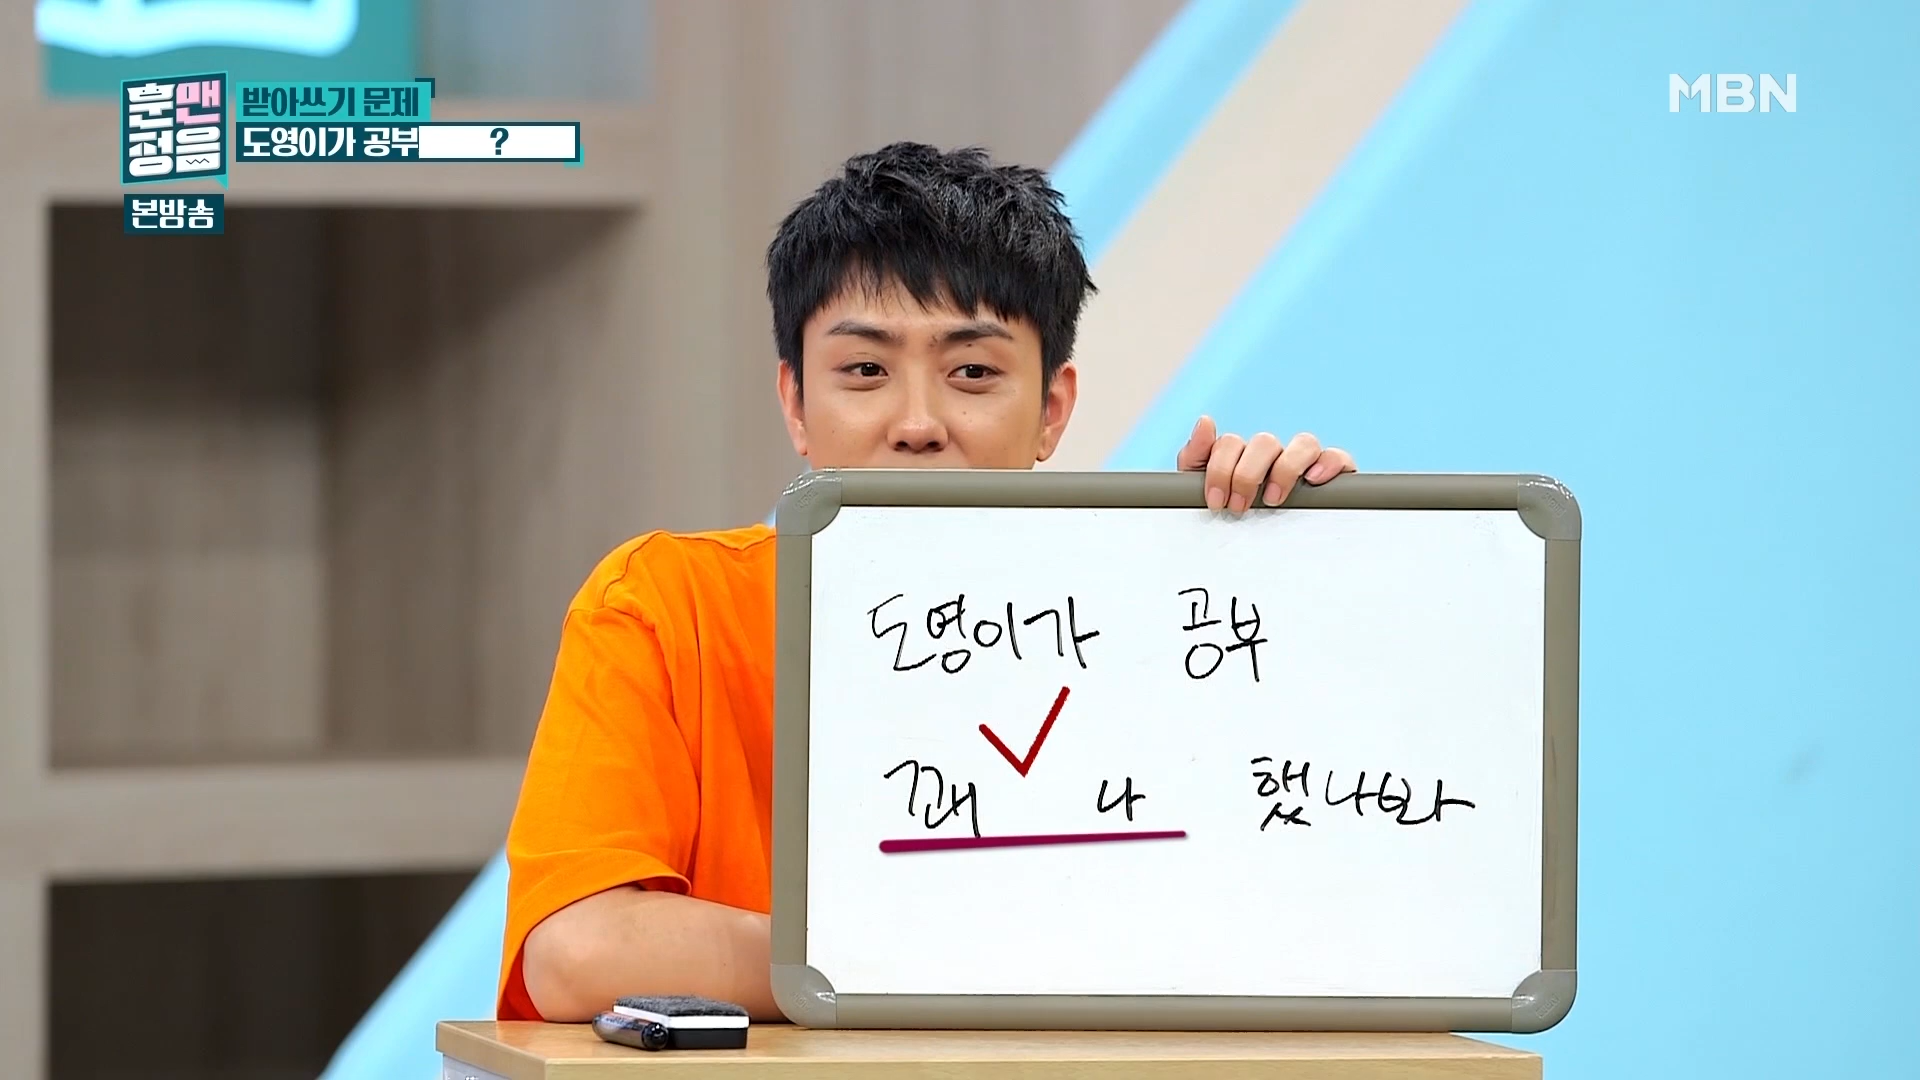 훈맨
정음
받아쓰기 문제
도영이가 공부 ?
본방송
MBN
도영이가 공부
꽤 나 했나봐